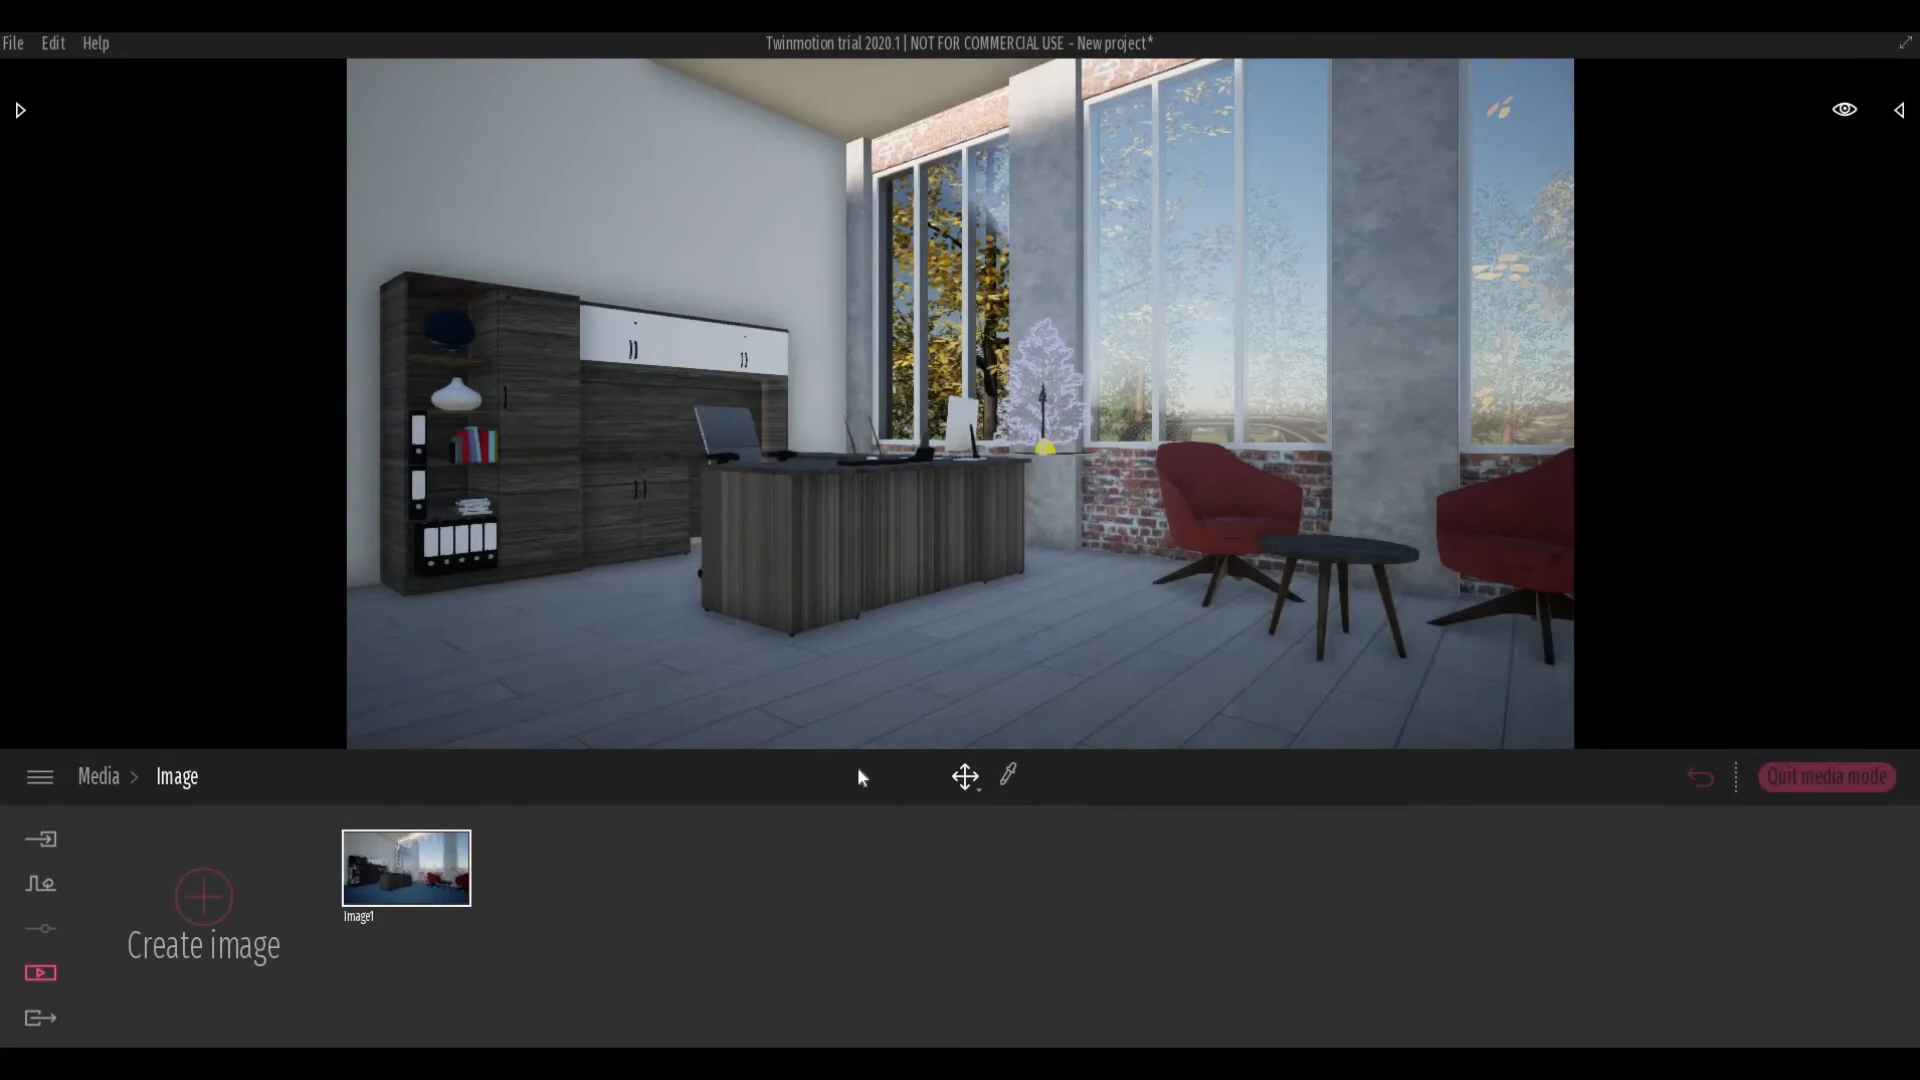 File Edit Help
Twinmotion trial 2020.1 | NOT FOR COMMERCIAL USE - New project*
Media > Image
Quit media mode
Create image
Image1